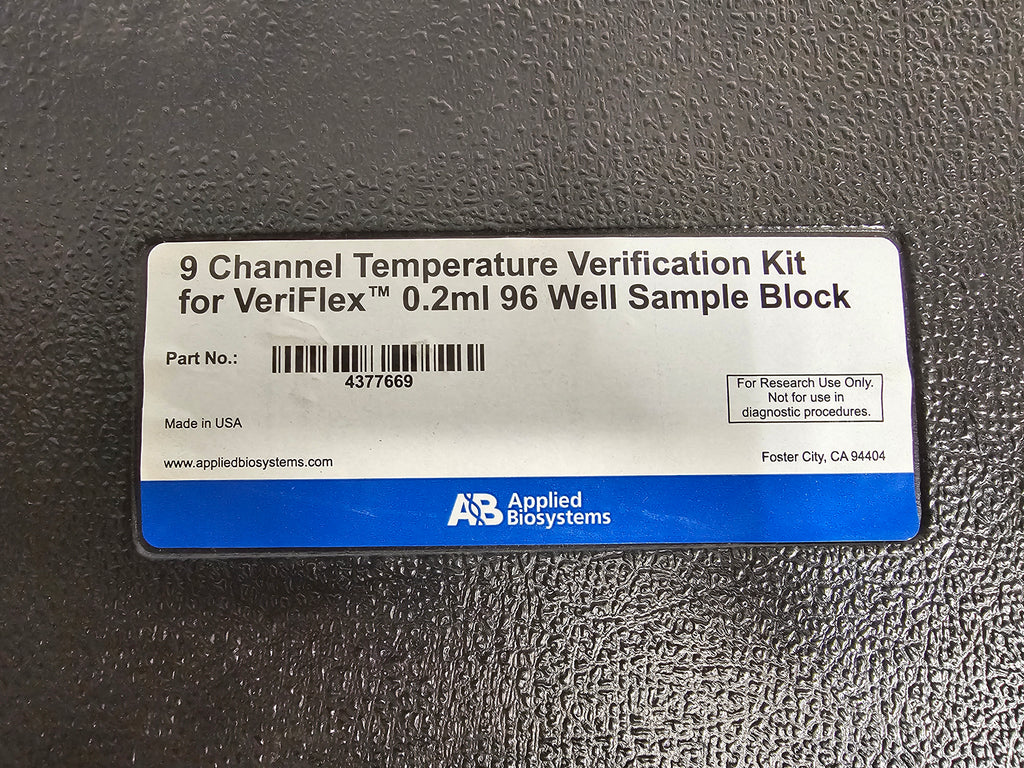 9 Channel Temperature Verification Kit
for VeriFlex™ 0.2ml 96 Well Sample Block
Part No.:
4377669
For Research Use Only.
Not for use in
diagnostic procedures.
Made in USA
www.appliedbiosystems.com
Foster City, CA 94404
AB Applied
Biosystems